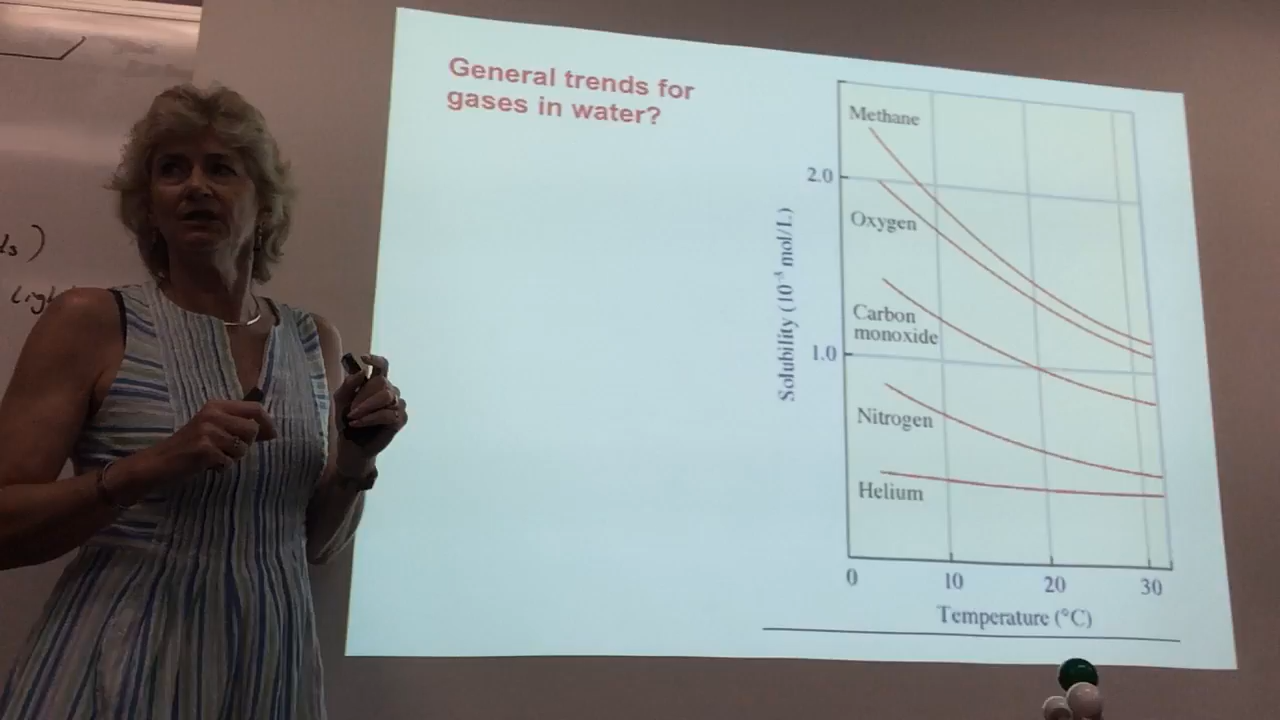 General trends for
gases in water?
Methane
2.0
Oxygen
Solubility (10⁻³ mol/L)
Carbon
monoxide
1.0
Nitrogen
Helium
0 10 20 30
Temperature (°C)